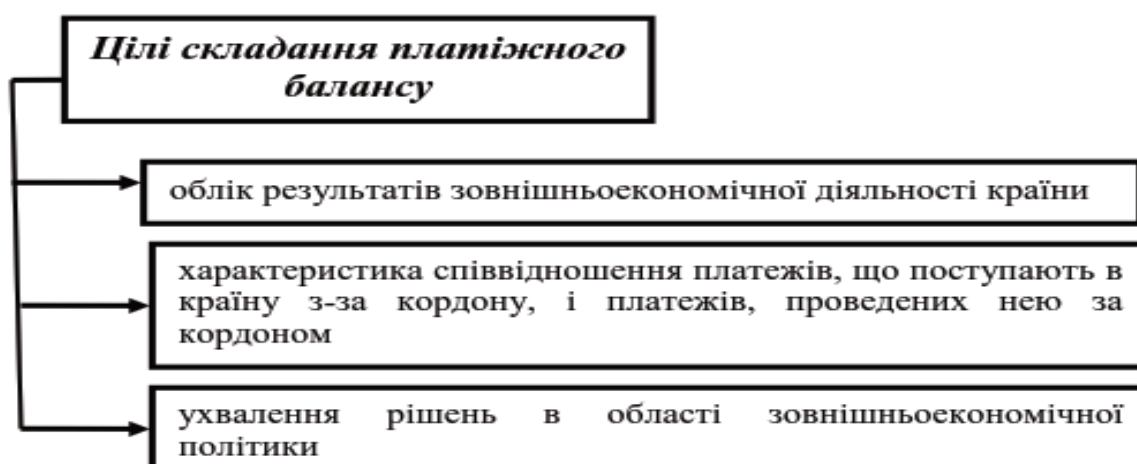 Цілі складання платіжного
балансу
облік результатів зовнішньоекономічної діяльності країни
характеристика співвідношення платежів, що поступають в
країну з-за кордону, і платежів, проведених нею за
кордоном
ухвалення рішень в області зовнішньоекономічної
політики